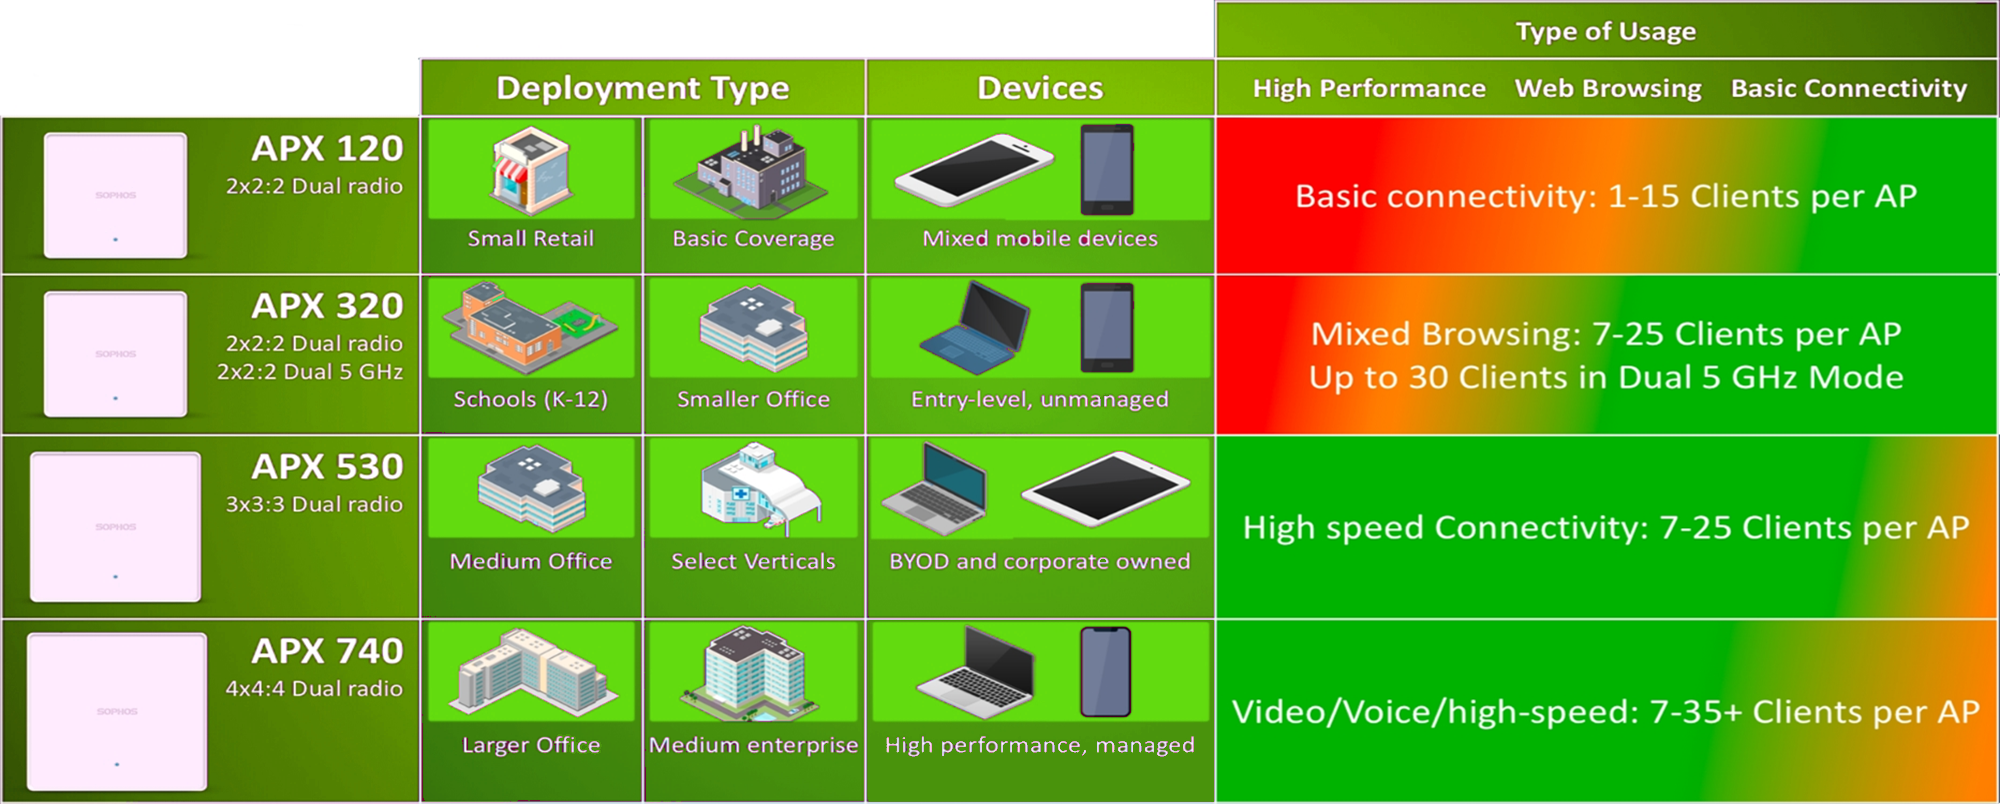 Type of Usage
Deployment Type
Devices
High Performance
Web Browsing
Basic Connectivity
SOPHOS
APX 120
2x2:2 Dual radio
Small Retail
Basic Coverage
Mixed mobile devices
Basic connectivity: 1-15 Clients per AP
SOPHOS
APX 320
2x2:2 Dual radio
2x2:2 Dual 5 GHz
Schools (K-12)
Smaller Office
Entry-level, unmanaged
Mixed Browsing: 7-25 Clients per AP
Up to 30 Clients in Dual 5 GHz Mode
SOPHOS
APX 530
3x3:3 Dual radio
Medium Office
Select Verticals
BYOD and corporate owned
High speed Connectivity: 7-25 Clients per AP
SOPHOS
APX 740
4x4:4 Dual radio
Larger Office
Medium enterprise
High performance, managed
Video/Voice/high-speed: 7-35+ Clients per AP